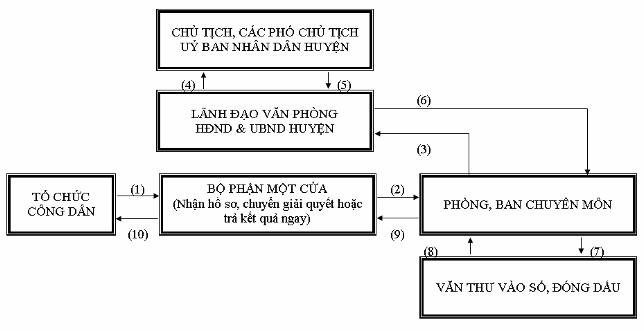 CHỦ TỊCH, CÁC PHÓ CHỦ TỊCH
UỶ BAN NHÂN DÂN HUYỆN
(4)
(5)
LÃNH ĐẠO VĂN PHÒNG
HĐND & UBND HUYỆN
(6)
(3)
TỔ CHỨC
CÔNG DÂN
(1)
(10)
BỘ PHẬN MỘT CỬA
(Nhận hồ sơ, chuyển giải quyết hoặc
trả kết quả ngay)
(2)
(9)
PHÒNG, BAN CHUYÊN MÔN
(8)
(7)
VĂN THƯ VÀO SỔ, ĐÓNG DẤU